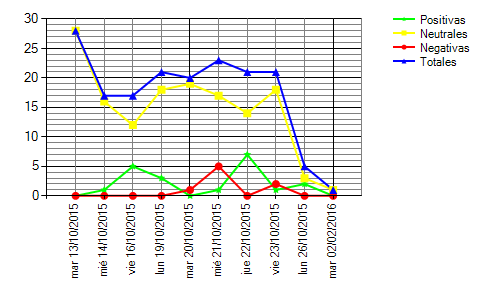 30
25
20
15
10
5
0
mar 13/10/2015
mié 14/10/2015
vie 16/10/2015
lun 19/10/2015
mar 20/10/2015
mié 21/10/2015
jue 22/10/2015
vie 23/10/2015
lun 26/10/2015
mar 02/02/2016
Positivas
Neutrales
Negativas
Totales